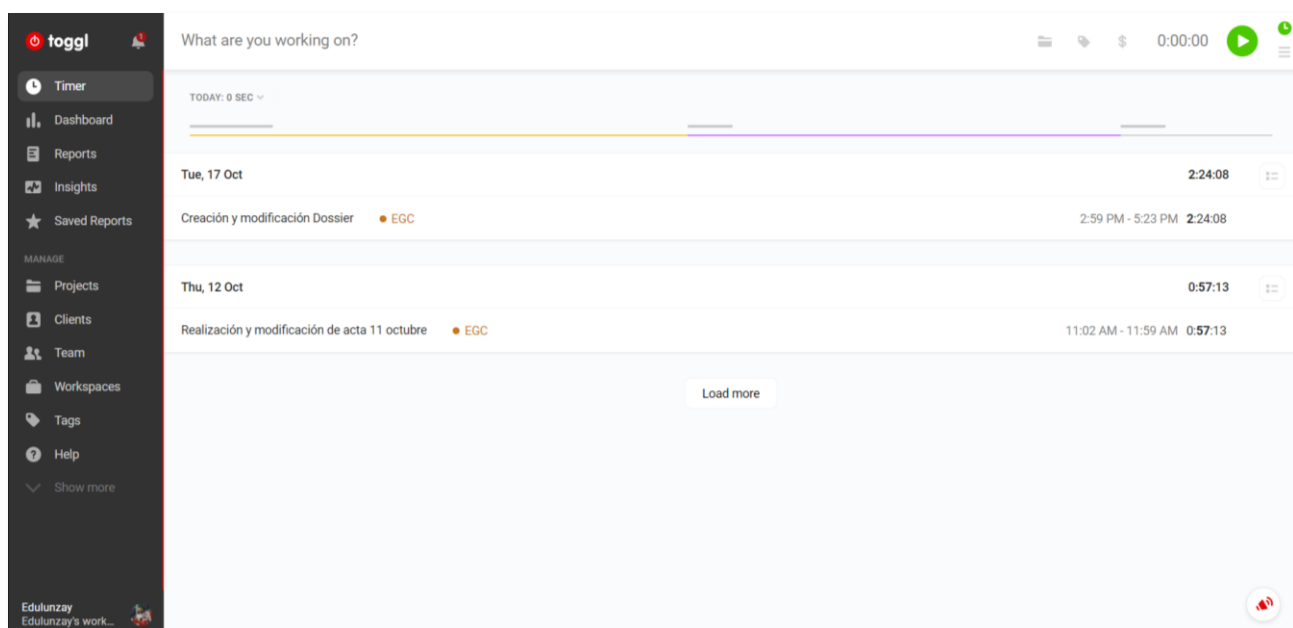 toggl
What are you working on?
$ 0:00:00
Timer
Dashboard
Reports
Insights
Saved Reports
MANAGE
Projects
Clients
Team
Workspaces
Tags
Help
Show more
Edulunzay
Edulunzay's work...
TODAY: 0 SEC
Tue, 17 Oct 2:24:08
Creación y modificación Dossier EGC 2:59 PM - 5:23 PM 2:24:08
Thu, 12 Oct 0:57:13
Realización y modificación de acta 11 octubre EGC 11:02 AM - 11:59 AM 0:57:13
Load more